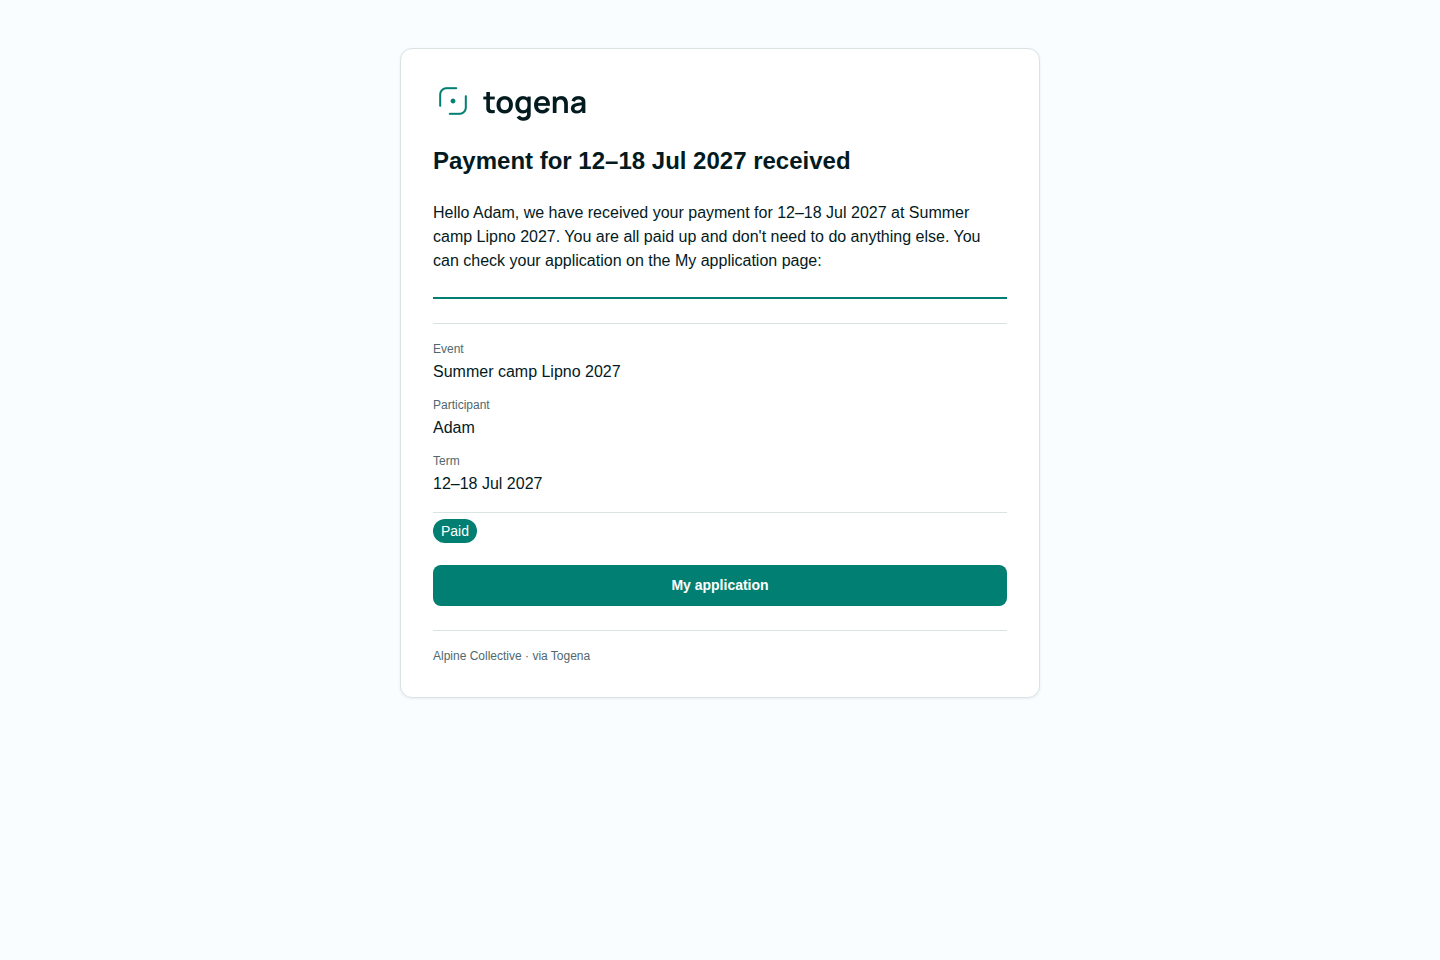 togena
Payment for 12–18 Jul 2027 received
Hello Adam, we have received your payment for 12–18 Jul 2027 at Summer
camp Lipno 2027. You are all paid up and don't need to do anything else. You
can check your application on the My application page:
Event
Summer camp Lipno 2027
Participant
Adam
Term
12–18 Jul 2027
Paid
My application
Alpine Collective · via Togena